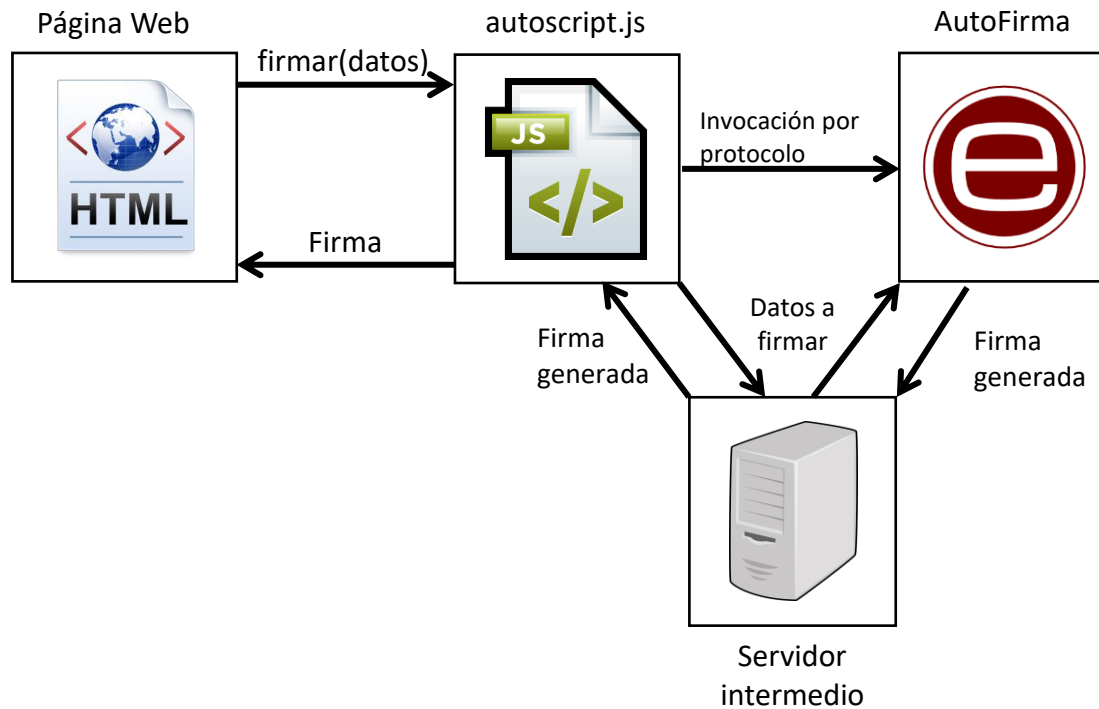 Página Web
autoscript.js
AutoFirma
firmar(datos)
JS
</>
Invocación por
protocolo
e
< >
HTML
Firma
Datos a
firmar
Firma
generada
Firma
generada
Servidor
intermedio